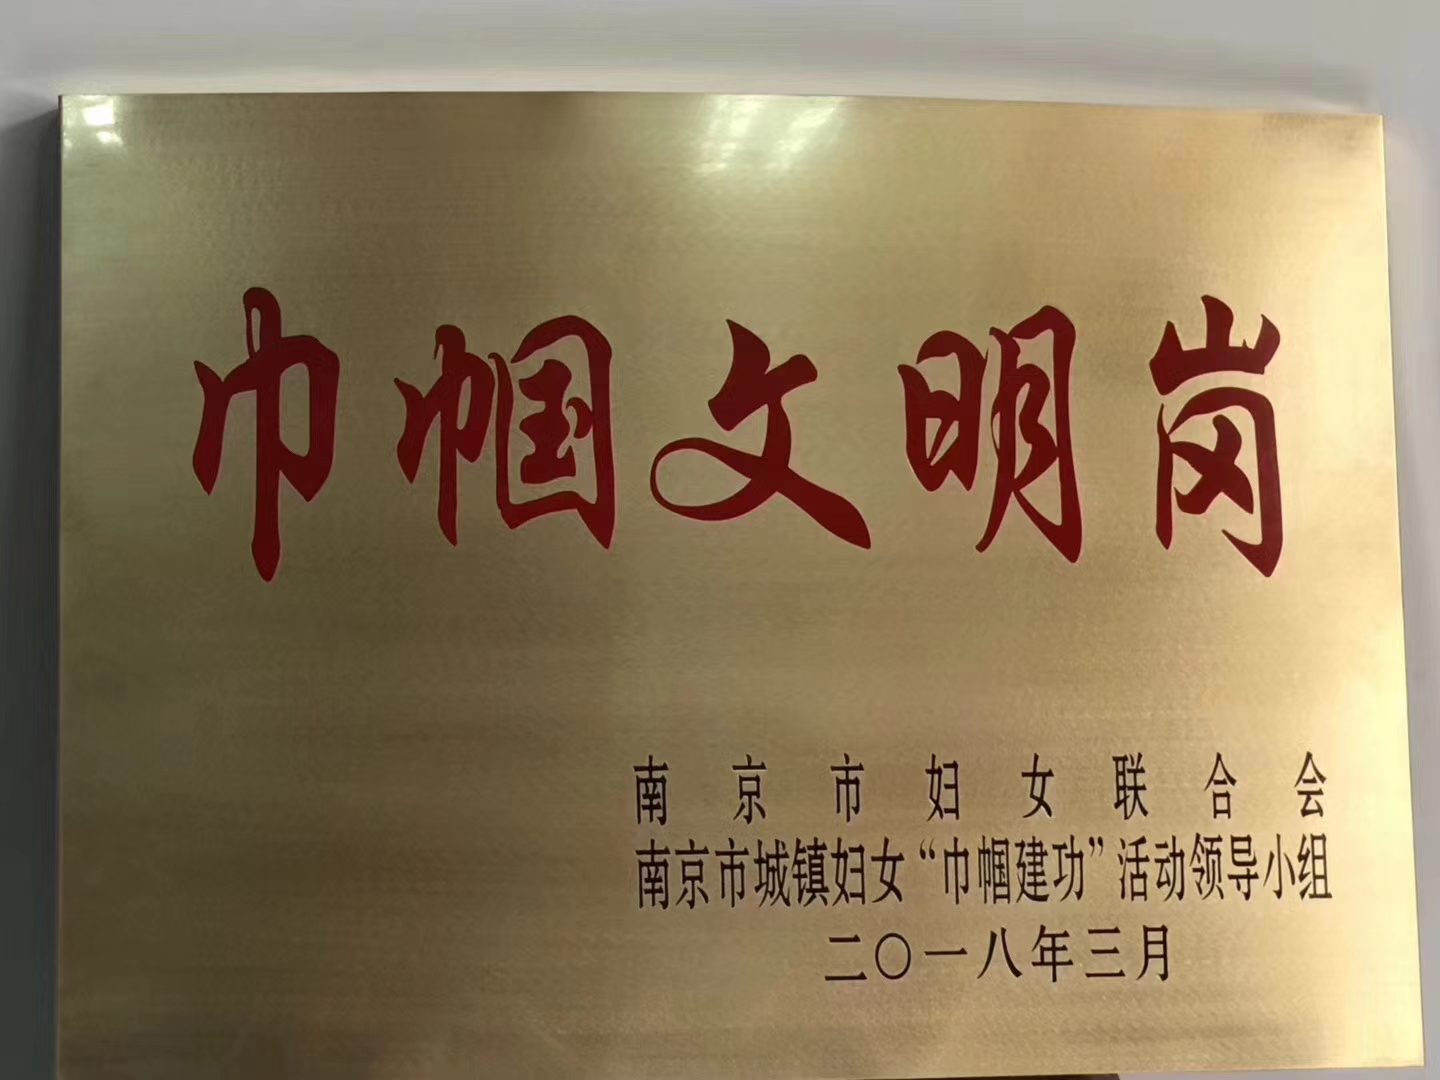 巾帼文明岗
南京市妇女联合会
南京市城镇妇女“巾帼建功”活动领导小组
二〇一八年三月